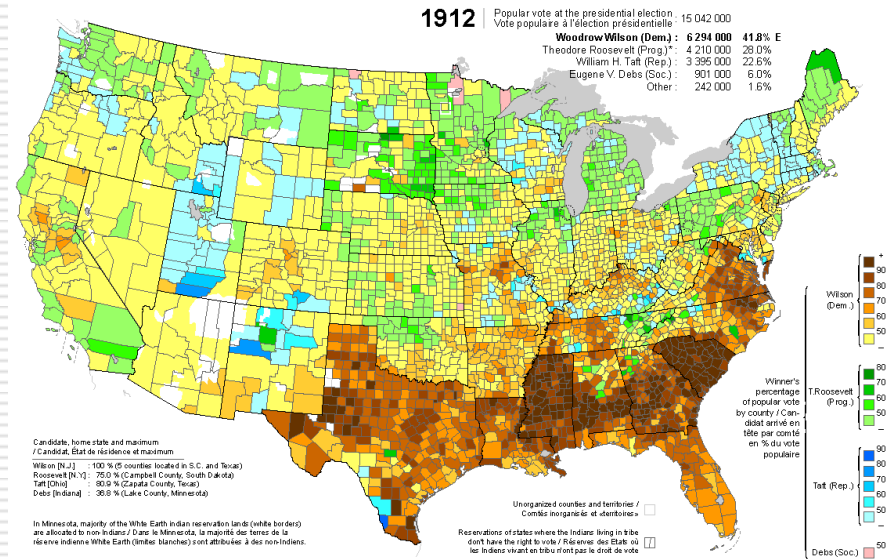 1912
Popular vote at the presidential election
Vote populaire à l'élection présidentielle : 15 042 000
Woodrow Wilson (Dem.) : 6 294 000 41.8% E
Theodore Roosevelt (Prog.)* : 4 210 000 28.0%
William H. Taft (Rep.) : 3 395 000 22.6%
Eugene V. Debs (Soc.) : 901 000 6.0%
Other : 242 000 1.6%
+
90
80
70
60
50
–
Wilson
(Dem.)
80
70
60
50
–
T.Roosevelt
(Prog.)
Winner's
percentage
of popular vote
by county / Can-
didat arrivé en
tête par comté
en % du vote
populaire
90
80
70
60
50
–
Taft (Rep.)
50
–
Debs (Soc.)
Candidate, home state and maximum
/ Candidat, État de résidence et maximum
Wilson [N.J.] : 100 % (5 counties located in S.C. and Texas)
Roosevelt [N.Y.] : 75.0 % (Campbell County, South Dakota)
Taft [Ohio] : 80.9 % (Zapata County, Texas)
Debs [Indiana] : 36.8 % (Lake County, Minnesota)
In Minnesota, majority of the White Earth indian reservation lands (white borders)
are allocated to non-Indians / Dans le Minnesota, la majorité des terres de la
réserve indienne White Earth (limites blanches) sont attribuées à des non-Indiens.
Unorganized counties and territories /
Comtés inorganisés et «territoires»
Reservations of states where the Indians living in tribe
don't have the right to vote / Réserves des Etats où
les Indiens vivant en tribu n'ont pas le droit de vote